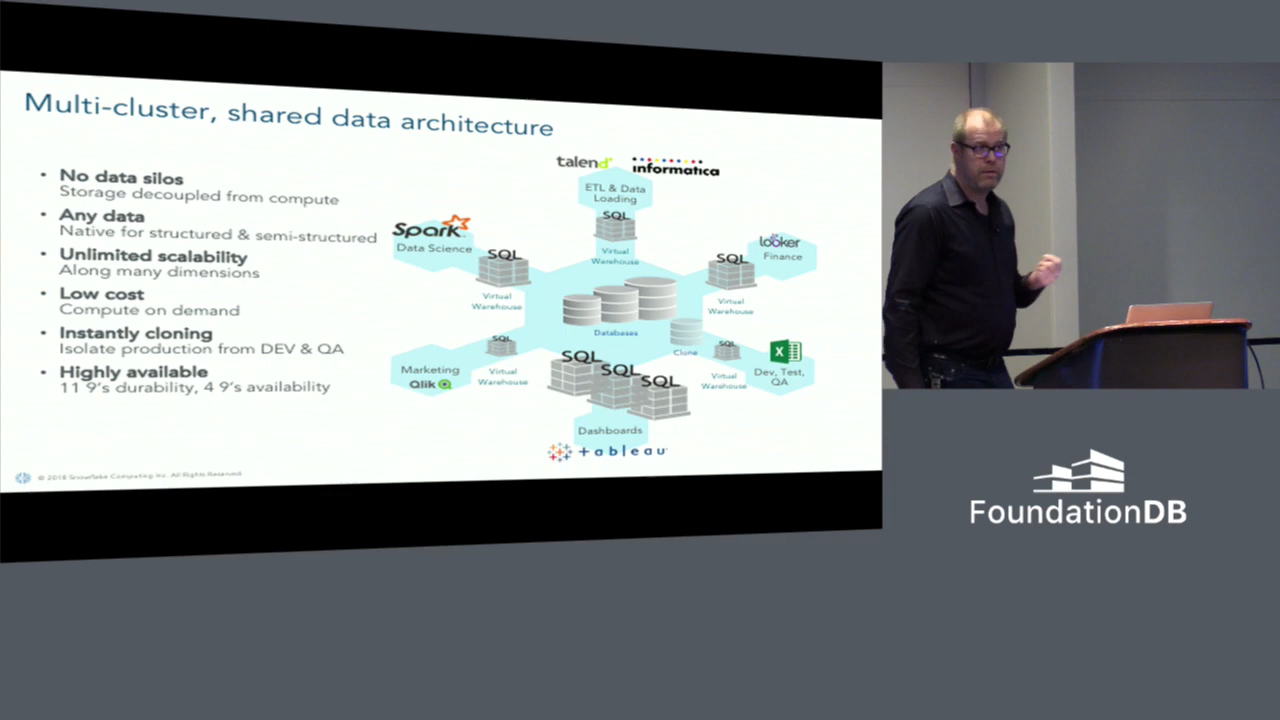 Multi-cluster, shared data architecture
• No data silos
Storage decoupled from compute
• Any data
Native for structured & semi-structured
• Unlimited scalability
Along many dimensions
• Low cost
Compute on demand
• Instantly cloning
Isolate production from DEV & QA
• Highly available
11 9's durability, 4 9's availability
talend
informatica
ETL & Data
Loading
SQL
Virtual
Warehouse
Spark
Data Science
SQL
Virtual
Warehouse
looker
Finance
SQL
Virtual
Warehouse
Databases
Clone
Marketing
Qlik
SQL
Virtual
Warehouse
SQL
Virtual
Warehouse
Dev, Test,
QA
SQL
SQL
SQL
Dashboards
+ableau
© 2018 Snowflake Computing Inc. All Rights Reserved
FoundationDB